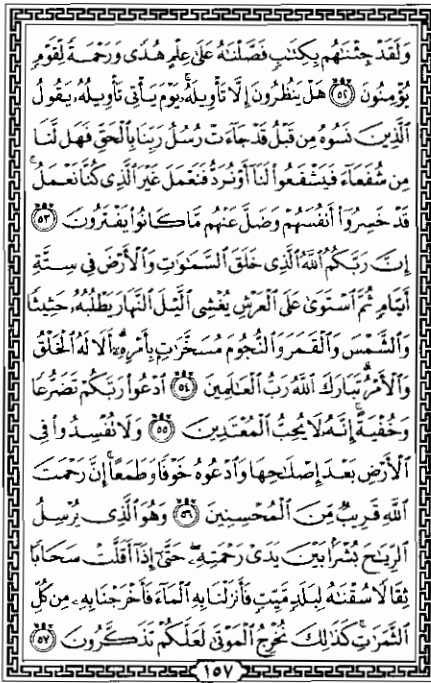 وَلَقَدْ جِئْنَٰهُم بِكِتَٰبٍ فَصَّلْنَٰهُ عَلَىٰ عِلْمٍ هُدًى وَرَحْمَةً لِّقَوْمٍ
يُؤْمِنُونَ ٥٢ هَلْ يَنظُرُونَ إِلَّا تَأْوِيلَهُۥ ۚ يَوْمَ يَأْتِى تَأْوِيلُهُۥ يَقُولُ
ٱلَّذِينَ نَسُوهُ مِن قَبْلُ قَدْ جَآءَتْ رُسُلُ رَبِّنَا بِٱلْحَقِّ فَهَل لَّنَا
مِن شُفَعَآءَ فَيَشْفَعُوا۟ لَنَآ أَوْ نُرَدُّ فَنَعْمَلَ غَيْرَ ٱلَّذِى كُنَّا نَعْمَلُ ۚ
قَدْ خَسِرُوٓا۟ أَنفُسَهُمْ وَضَلَّ عَنْهُم مَّا كَانُوا۟ يَفْتَرُونَ ٥٣
إِنَّ رَبَّكُمُ ٱللَّهُ ٱلَّذِى خَلَقَ ٱلسَّمَٰوَٰتِ وَٱلْأَرْضَ فِى سِتَّةِ
أَيَّامٍ ثُمَّ ٱسْتَوَىٰ عَلَى ٱلْعَرْشِ يُغْشِى ٱلَّيْلَ ٱلنَّهَارَ يَطْلُبُهُۥ حَثِيثًا
وَٱلشَّمْسَ وَٱلْقَمَرَ وَٱلنُّجُومَ مُسَخَّرَٰتٍۭ بِأَمْرِهِۦٓ ۗ أَلَا لَهُ ٱلْخَلْقُ
وَٱلْأَمْرُ ۗ تَبَارَكَ ٱللَّهُ رَبُّ ٱلْعَٰلَمِينَ ٥٤ ٱدْعُوا۟ رَبَّكُمْ تَضَرُّعًا
وَخُفْيَةً ۚ إِنَّهُۥ لَا يُحِبُّ ٱلْمُعْتَدِينَ ٥٥ وَلَا تُفْسِدُوا۟ فِى
ٱلْأَرْضِ بَعْدَ إِصْلَٰحِهَا وَٱدْعُوهُ خَوْفًا وَطَمَعًا ۚ إِنَّ رَحْمَتَ
ٱللَّهِ قَرِيبٌ مِّنَ ٱلْمُحْسِنِينَ ٥٦ وَهُوَ ٱلَّذِى يُرْسِلُ
ٱلرِّيَٰحَ بُشْرًۢا بَيْنَ يَدَىْ رَحْمَتِهِۦ ۖ حَتَّىٰٓ إِذَآ أَقَلَّتْ سَحَابًا
ثِقَالًا سُقْنَٰهُ لِبَلَدٍ مَّيِّتٍ فَأَنزَلْنَا بِهِ ٱلْمَآءَ فَأَخْرَجْنَا بِهِۦ مِن كُلِّ
ٱلثَّمَرَٰتِ ۚ كَذَٰلِكَ نُخْرِجُ ٱلْمَوْتَىٰ لَعَلَّكُمْ تَذَكَّرُونَ ٥٧
١٥٧